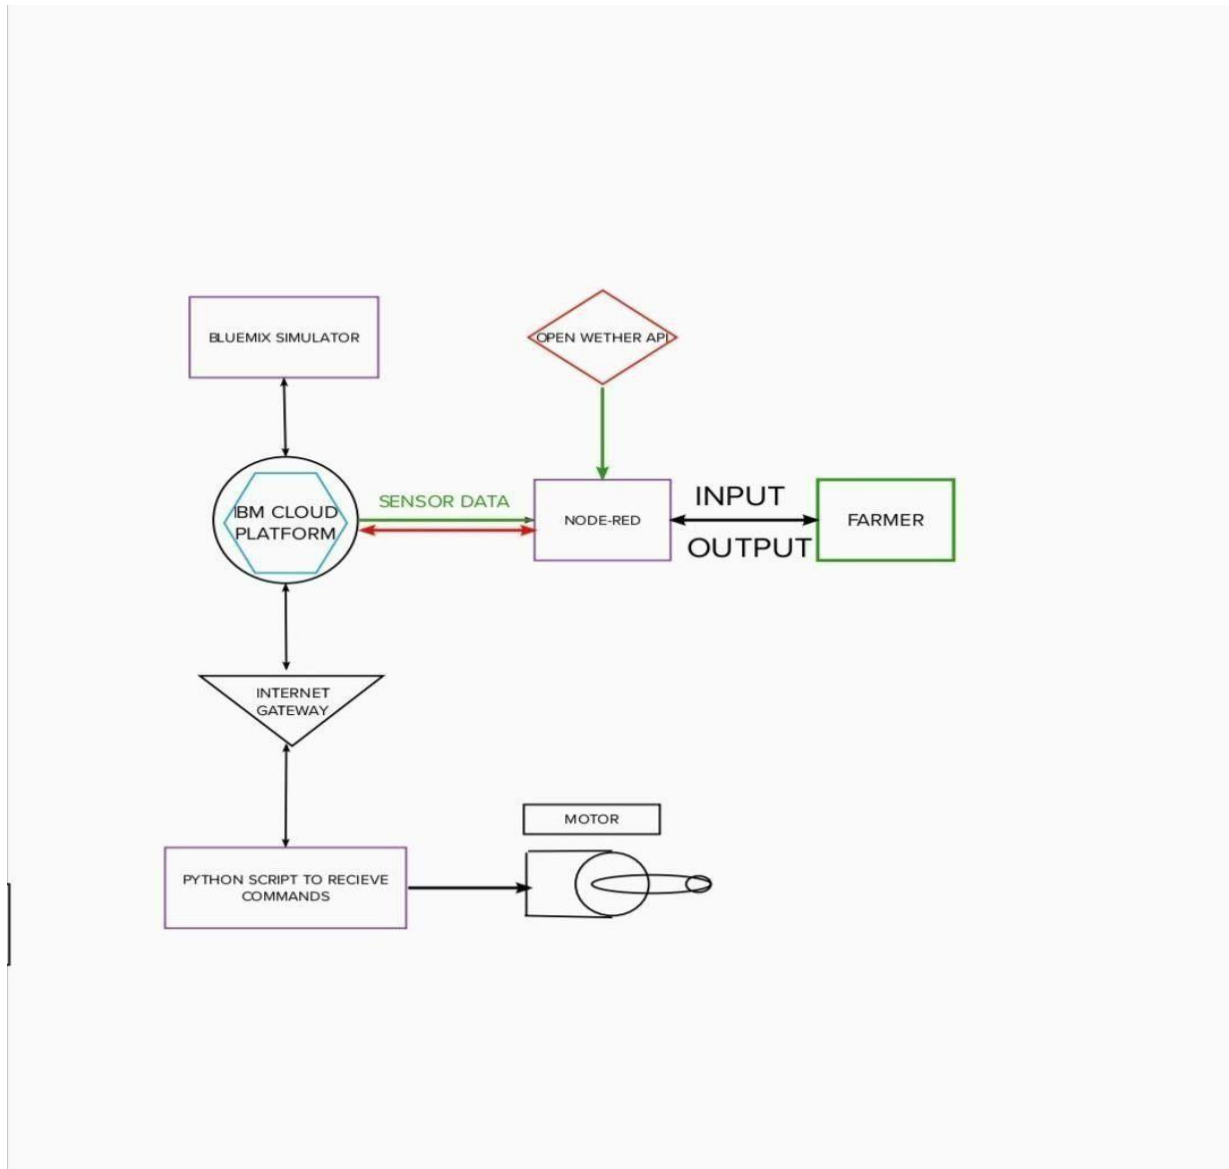 BLUEMIX SIMULATOR
OPEN WETHER API
IBM CLOUD
PLATFORM
SENSOR DATA
NODE-RED
INPUT
OUTPUT
FARMER
INTERNET
GATEWAY
MOTOR
PYTHON SCRIPT TO RECIEVE
COMMANDS